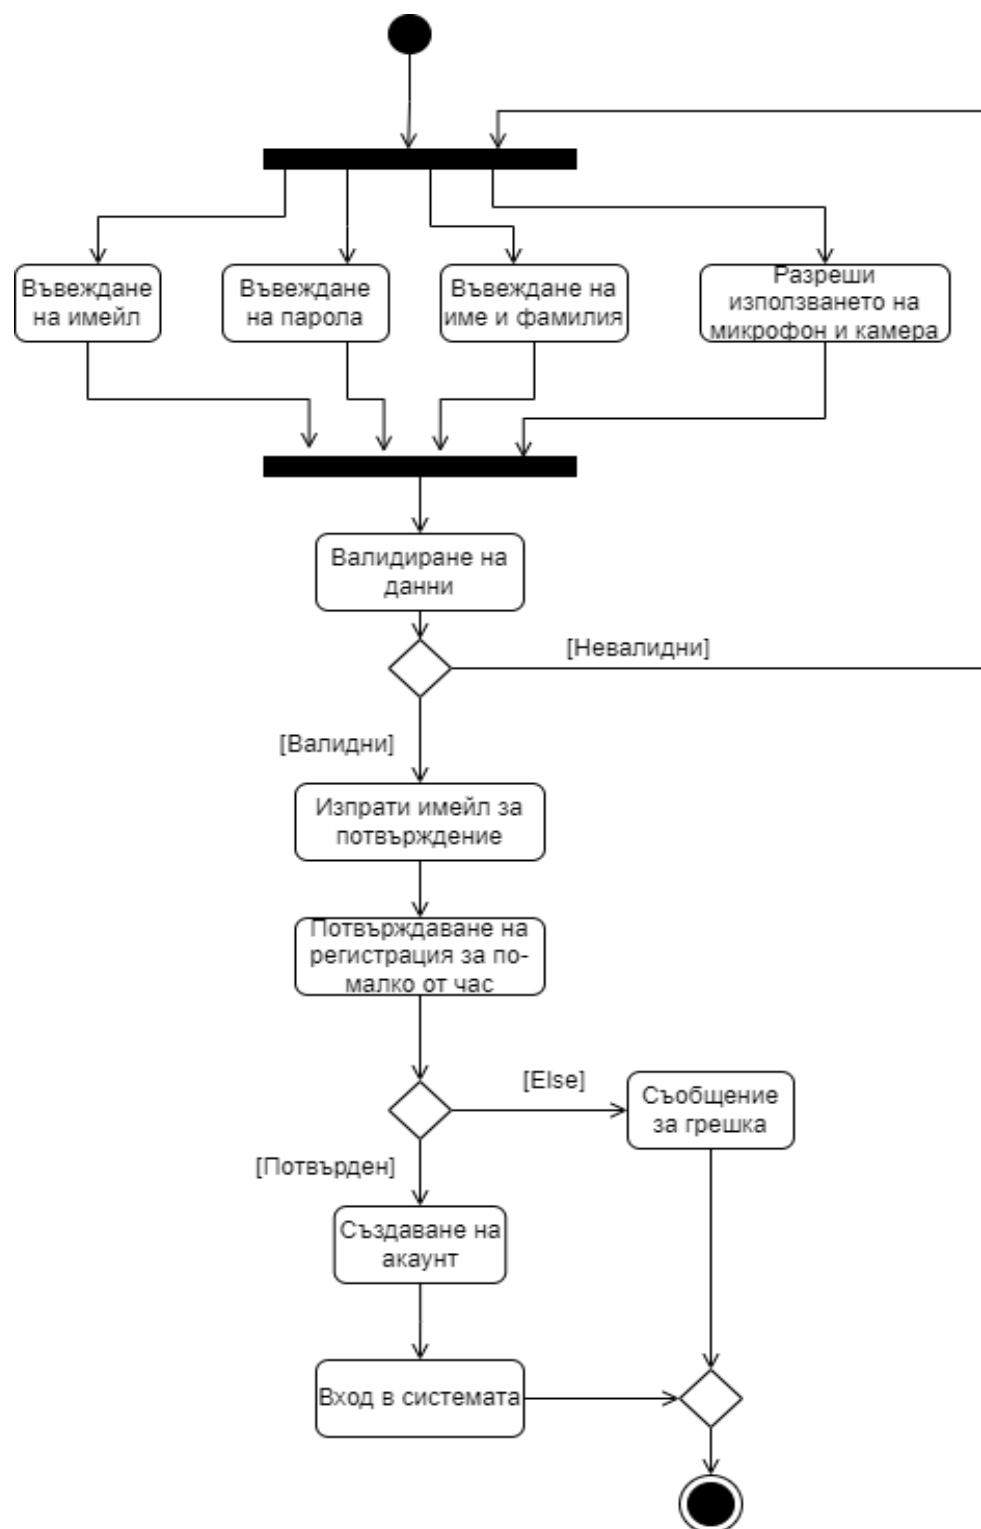 Въвеждане
на имейл
Въвеждане
на парола
Въвеждане на
име и фамилия
Разреши
използването на
микрофон и камера
Валидиране на
данни
[Невалидни]
[Валидни]
Изпрати имейл за
потвърждение
Потвърждаване на
регистрация за по-
малко от час
[Else]
Съобщение
за грешка
[Потвърден]
Създаване на
акаунт
Вход в системата